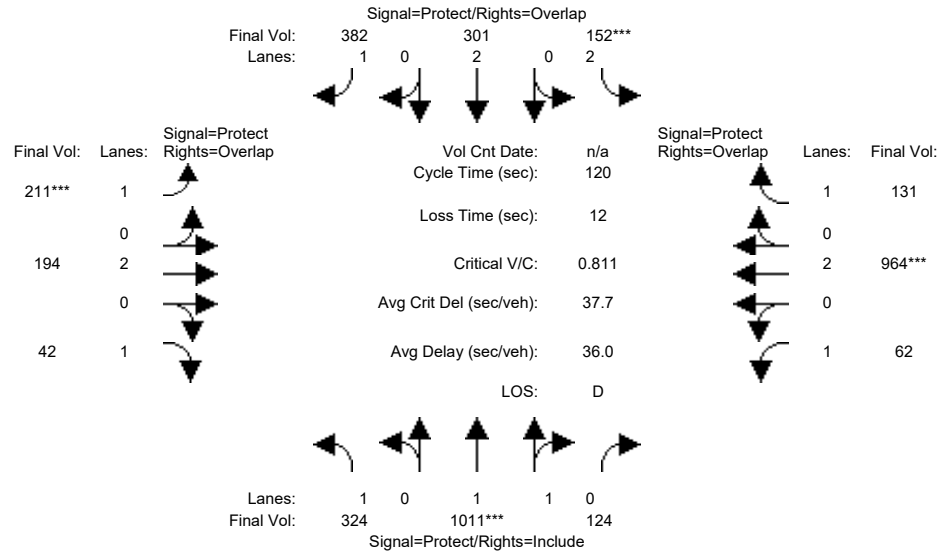 Signal=Protect/Rights=Overlap
Final Vol: 382 301 152***
Lanes: 1 0 2 0 2
Signal=Protect
Final Vol: Lanes: Rights=Overlap
Vol Cnt Date: n/a
Signal=Protect
Rights=Overlap Lanes: Final Vol:
Cycle Time (sec): 120
211*** 1
1 131
Loss Time (sec): 12
0
0
194 2
Critical V/C: 0.811
2 964***
0
Avg Crit Del (sec/veh): 37.7
0
42 1
Avg Delay (sec/veh): 36.0
1 62
LOS: D
Lanes: 1 0 1 1 0
Final Vol: 324 1011*** 124
Signal=Protect/Rights=Include